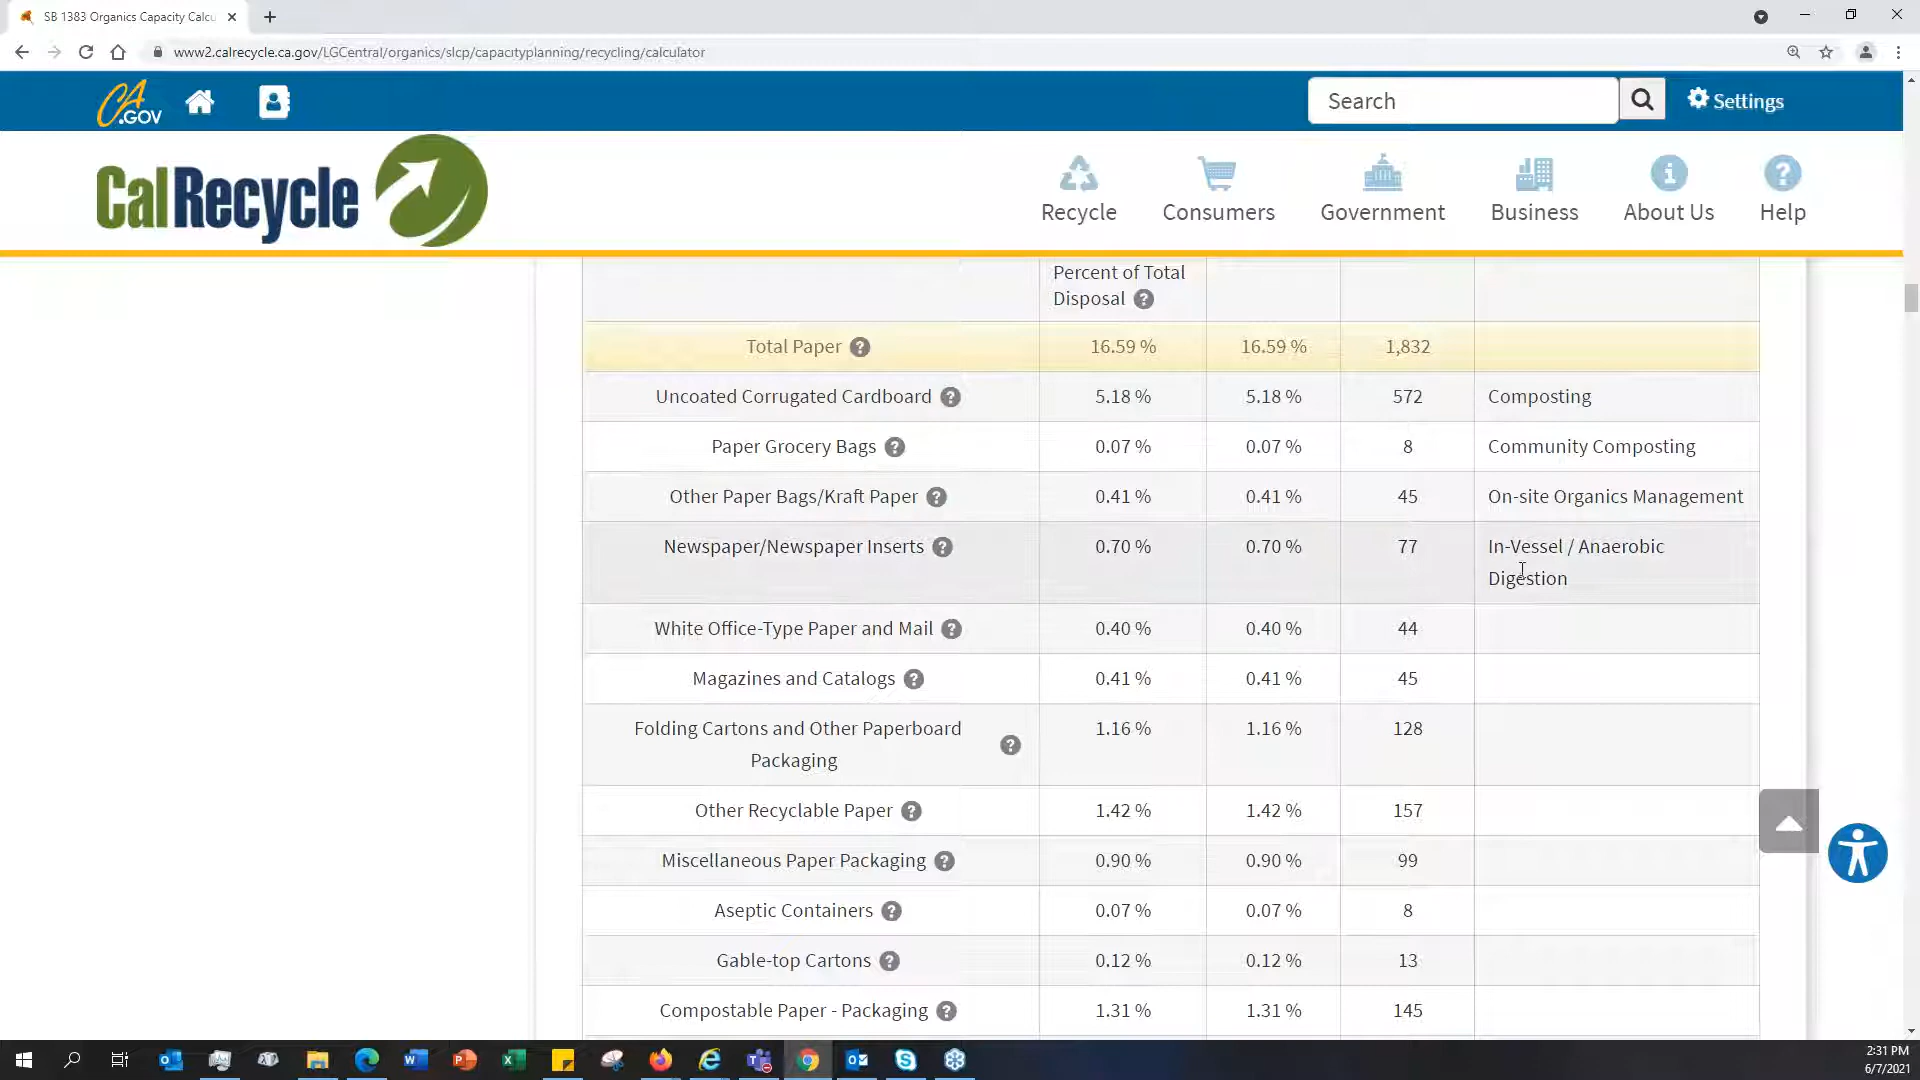 SB 1383 Organics Capacity Calcu
www2.calrecycle.ca.gov/LGCentral/organics/slcp/capacityplanning/recycling/calculator
CA.GOV
Search
Settings
CalRecycle
Recycle
Consumers
Government
Business
About Us
Help
Percent of Total
Disposal ?
Total Paper ? 16.59 % 16.59 % 1,832
Uncoated Corrugated Cardboard ? 5.18 % 5.18 % 572 Composting
Paper Grocery Bags ? 0.07 % 0.07 % 8 Community Composting
Other Paper Bags/Kraft Paper ? 0.41 % 0.41 % 45 On-site Organics Management
Newspaper/Newspaper Inserts ? 0.70 % 0.70 % 77 In-Vessel / Anaerobic
Digestion
White Office-Type Paper and Mail ? 0.40 % 0.40 % 44
Magazines and Catalogs ? 0.41 % 0.41 % 45
Folding Cartons and Other Paperboard ? 1.16 % 1.16 % 128
Packaging
Other Recyclable Paper ? 1.42 % 1.42 % 157
Miscellaneous Paper Packaging ? 0.90 % 0.90 % 99
Aseptic Containers ? 0.07 % 0.07 % 8
Gable-top Cartons ? 0.12 % 0.12 % 13
Compostable Paper - Packaging ? 1.31 % 1.31 % 145
2:31 PM
6/7/2021